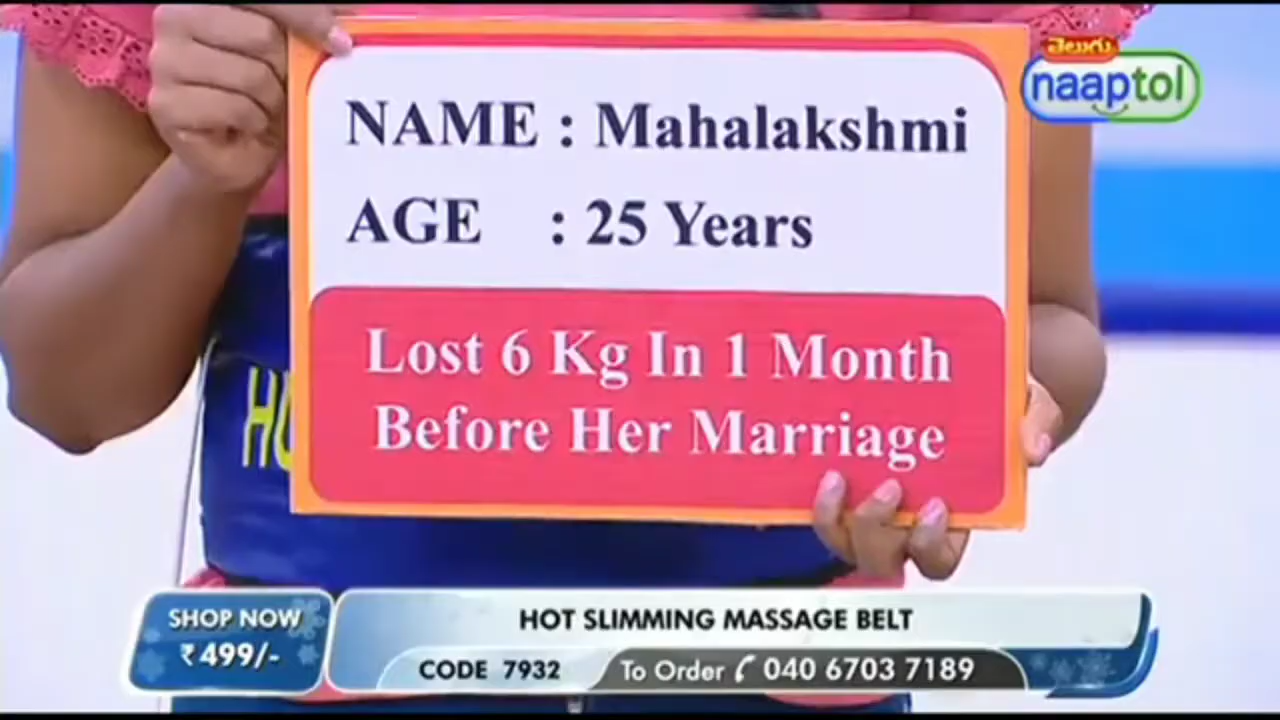 తెలుగు
naaptol
NAME : Mahalakshmi
AGE : 25 Years
Lost 6 Kg In 1 Month
Before Her Marriage
SHOP NOW
₹499/-
HOT SLIMMING MASSAGE BELT
CODE 7932
To Order 040 6703 7189